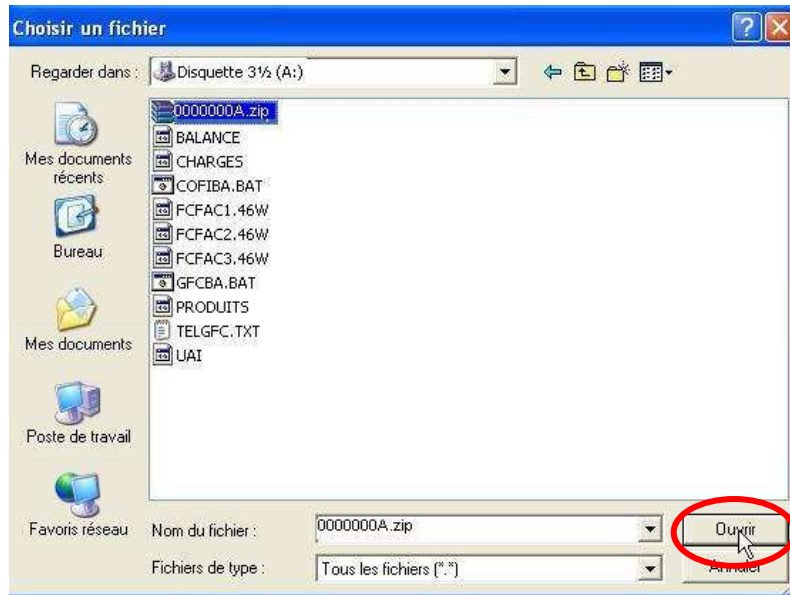 Choisir un fichier
Regarder dans :
Disquette 3½ (A:)
Mes documents récents
Bureau
Mes documents
Poste de travail
Favoris réseau
0000000A.zip
BALANCE
CHARGES
COFIBA.BAT
FCFAC1.46W
FCFAC2.46W
FCFAC3.46W
GFCBA.BAT
PRODUITS
TELGFC.TXT
UAI
Nom du fichier :
0000000A.zip
Ouvrir
Fichiers de type :
Tous les fichiers (*.*)
Annuler